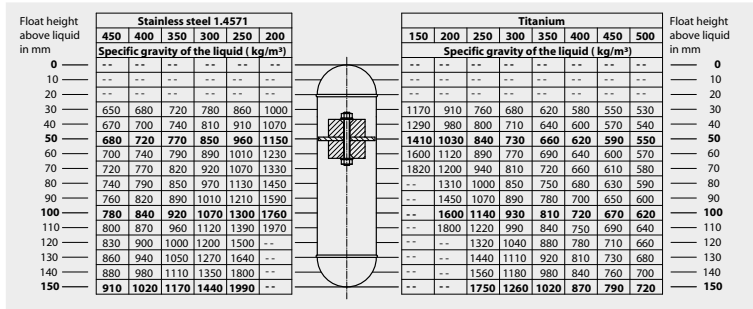 Float height above liquid in mm | Stainless steel 1.4571 | Titanium | Float height above liquid in mm
450 400 350 300 250 200 | 150 200 250 300 350 400 450 500
Specific gravity of the liquid ( kg/m³) | Specific gravity of the liquid ( kg/m³)
0 -- -- -- -- -- -- | -- -- -- -- -- -- -- -- 0
10 -- -- -- -- -- -- | -- -- -- -- -- -- -- -- 10
20 -- -- -- -- -- -- | -- -- -- -- -- -- -- -- 20
30 650 680 720 780 860 1000 | 1170 910 760 680 620 580 550 530 30
40 670 700 740 810 910 1070 | 1290 980 800 710 640 600 570 540 40
50 680 720 770 850 960 1150 | 1410 1030 840 730 660 620 590 550 50
60 700 740 790 890 1010 1230 | 1600 1120 890 770 690 640 600 570 60
70 720 770 820 920 1070 1330 | 1820 1200 940 810 720 660 610 580 70
80 740 790 850 970 1130 1450 | -- 1310 1000 850 750 680 630 590 80
90 760 820 890 1010 1210 1590 | -- 1450 1070 890 780 700 650 600 90
100 780 840 920 1070 1300 1760 | -- 1600 1140 930 810 720 670 620 100
110 800 870 960 1120 1390 1970 | -- 1800 1220 990 840 750 690 640 110
120 830 900 1000 1200 1500 -- | -- -- 1320 1040 880 780 710 660 120
130 860 940 1050 1270 1640 -- | -- -- 1440 1110 920 810 730 680 130
140 880 980 1110 1350 1800 -- | -- -- 1560 1180 980 840 760 700 140
150 910 1020 1170 1440 1990 -- | -- -- 1750 1260 1020 870 790 720 150